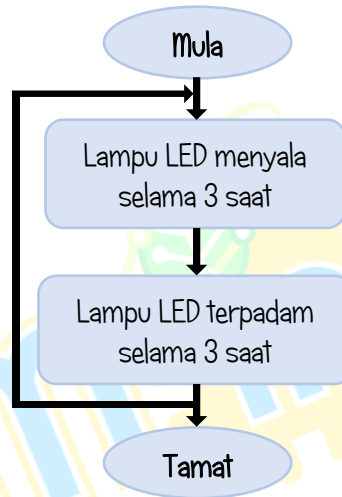 Mula
Lampu LED menyala
selama 3 saat
Lampu LED terpadam
selama 3 saat
Tamat